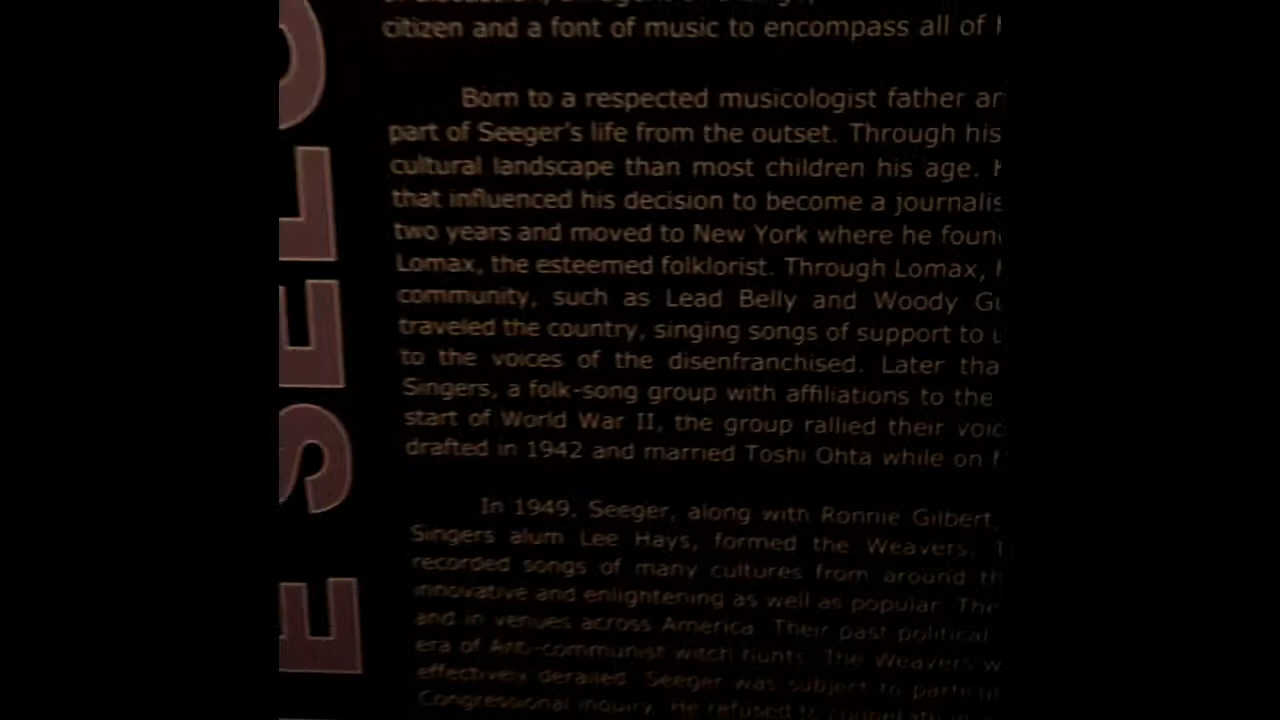 citizen and a font of music to encompass all of
Born to a respected musicologist father
part of Seeger's life from the outset. Through his
cultural landscape than most children his age.
that influenced his decision to become a journalis
two years and moved to New York where he foun
Lomax, the esteemed folklorist. Through Lomax,
community, such as Lead Belly and Woody Gu
traveled the country, singing songs of support to
to the voices of the disenfranchised. Later tha
Singers, a folk-song group with affiliations to the
start of World War II, the group rallied their voic
drafted in 1942 and married Toshi Ohta while on
In 1949, Seeger, along with Ronnie Gilbert,
Singers alum Lee Hays, formed the Weavers. T
recorded songs of many cultures from around th
innovative and enlightening as well as popular. The
and in venues across America. Their past political
era of Anti-communist witch hunts. The Weavers w
effectively derailed. Seeger was subject to
Congressional inquiry. He refused to